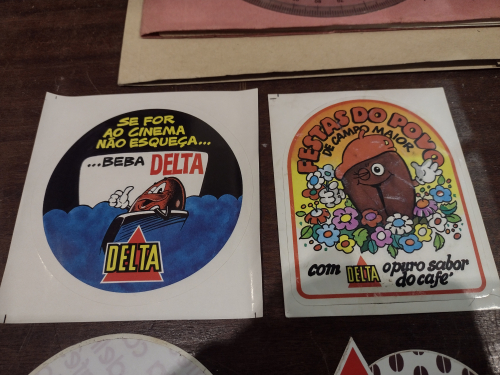 SE FOR
AO CINEMA
NÃO ESQUEÇA...
...BEBA DELTA
DELTA
FESTAS DO POVO
DE CAMPO MAIOR
com DELTA o puro sabor
do café